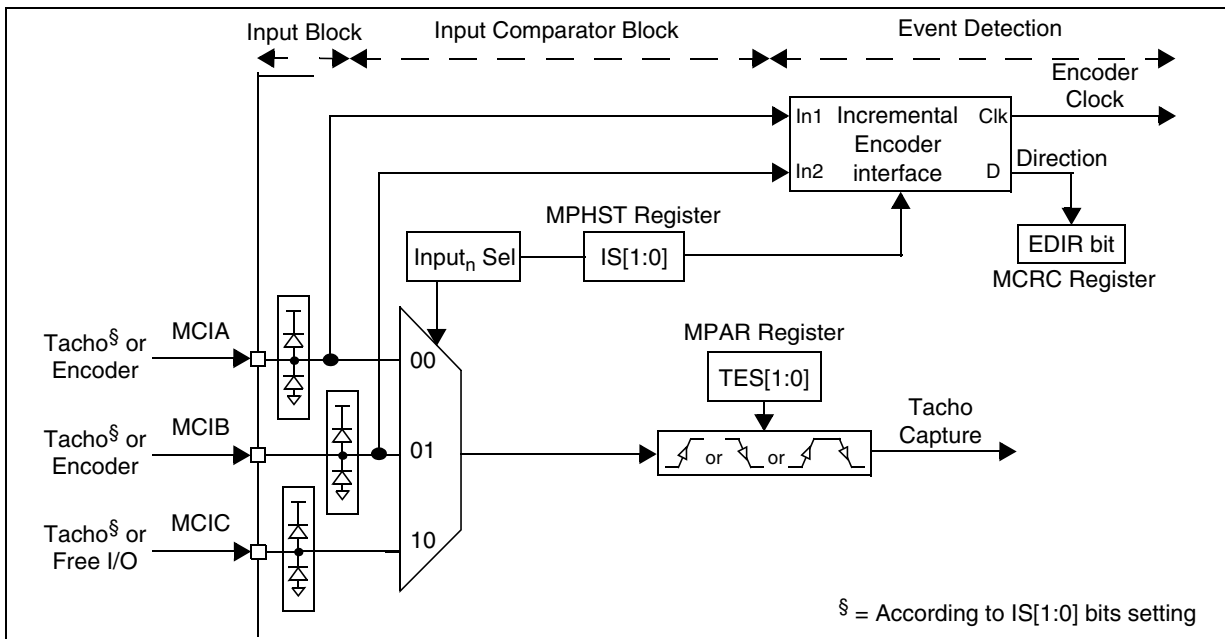 Input Block
Input Comparator Block
Event Detection
Encoder
Clock
In1
Incremental
Clk
Encoder
In2
interface
D
Direction
MPHST Register
Input_n Sel
IS[1:0]
EDIR bit
MCRC Register
Tacho§ or
Encoder
MCIA
00
MPAR Register
TES[1:0]
Tacho§ or
Encoder
MCIB
01
or
or
Tacho
Capture
Tacho§ or
Free I/O
MCIC
10
§ = According to IS[1:0] bits setting